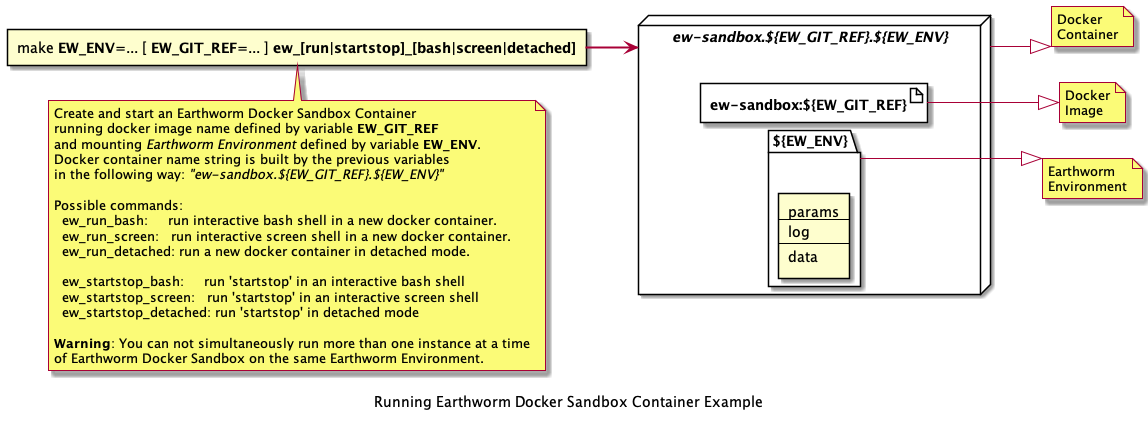 make EW_ENV=... [ EW_GIT_REF=... ] ew_[run|startstop]_[bash|screen|detached]
Create and start an Earthworm Docker Sandbox Container
running docker image name defined by variable EW_GIT_REF
and mounting Earthworm Environment defined by variable EW_ENV.
Docker container name string is built by the previous variables
in the following way: "ew-sandbox.${EW_GIT_REF}.${EW_ENV}"
Possible commands:
ew_run_bash: run interactive bash shell in a new docker container.
ew_run_screen: run interactive screen shell in a new docker container.
ew_run_detached: run a new docker container in detached mode.
ew_startstop_bash: run 'startstop' in an interactive bash shell
ew_startstop_screen: run 'startstop' in an interactive screen shell
ew_startstop_detached: run 'startstop' in detached mode
Warning: You can not simultaneously run more than one instance at a time
of Earthworm Docker Sandbox on the same Earthworm Environment.
ew-sandbox.${EW_GIT_REF}.${EW_ENV}
ew-sandbox:${EW_GIT_REF}
${EW_ENV}
params
log
data
Docker
Container
Docker
Image
Earthworm
Environment
Running Earthworm Docker Sandbox Container Example